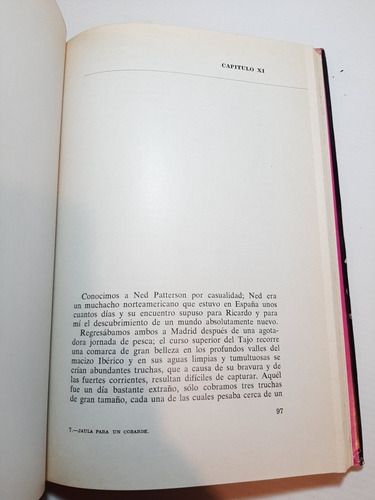 CAPITULO XI
Conocimos a Ned Patterson por casualidad; Ned era
un muchacho norteamericano que estuvo en España unos
cuantos días y su encuentro supuso para Ricardo y para
mí el descubrimiento de un mundo absolutamente nuevo.
Regresábamos ambos a Madrid después de una agota-
dora jornada de pesca; el curso superior del Tajo recorre
una comarca de gran belleza en los profundos valles del
macizo Ibérico y en sus aguas limpias y tumultuosas se
crían abundantes truchas, que a causa de su bravura y de
las fuertes corrientes, resultan difíciles de capturar. Aquél
fue un día bastante extraño, sólo cobramos tres truchas
de gran tamaño, cada una de las cuales pesaba cerca de un
97
7.—JAULA PARA UN COBARDE.